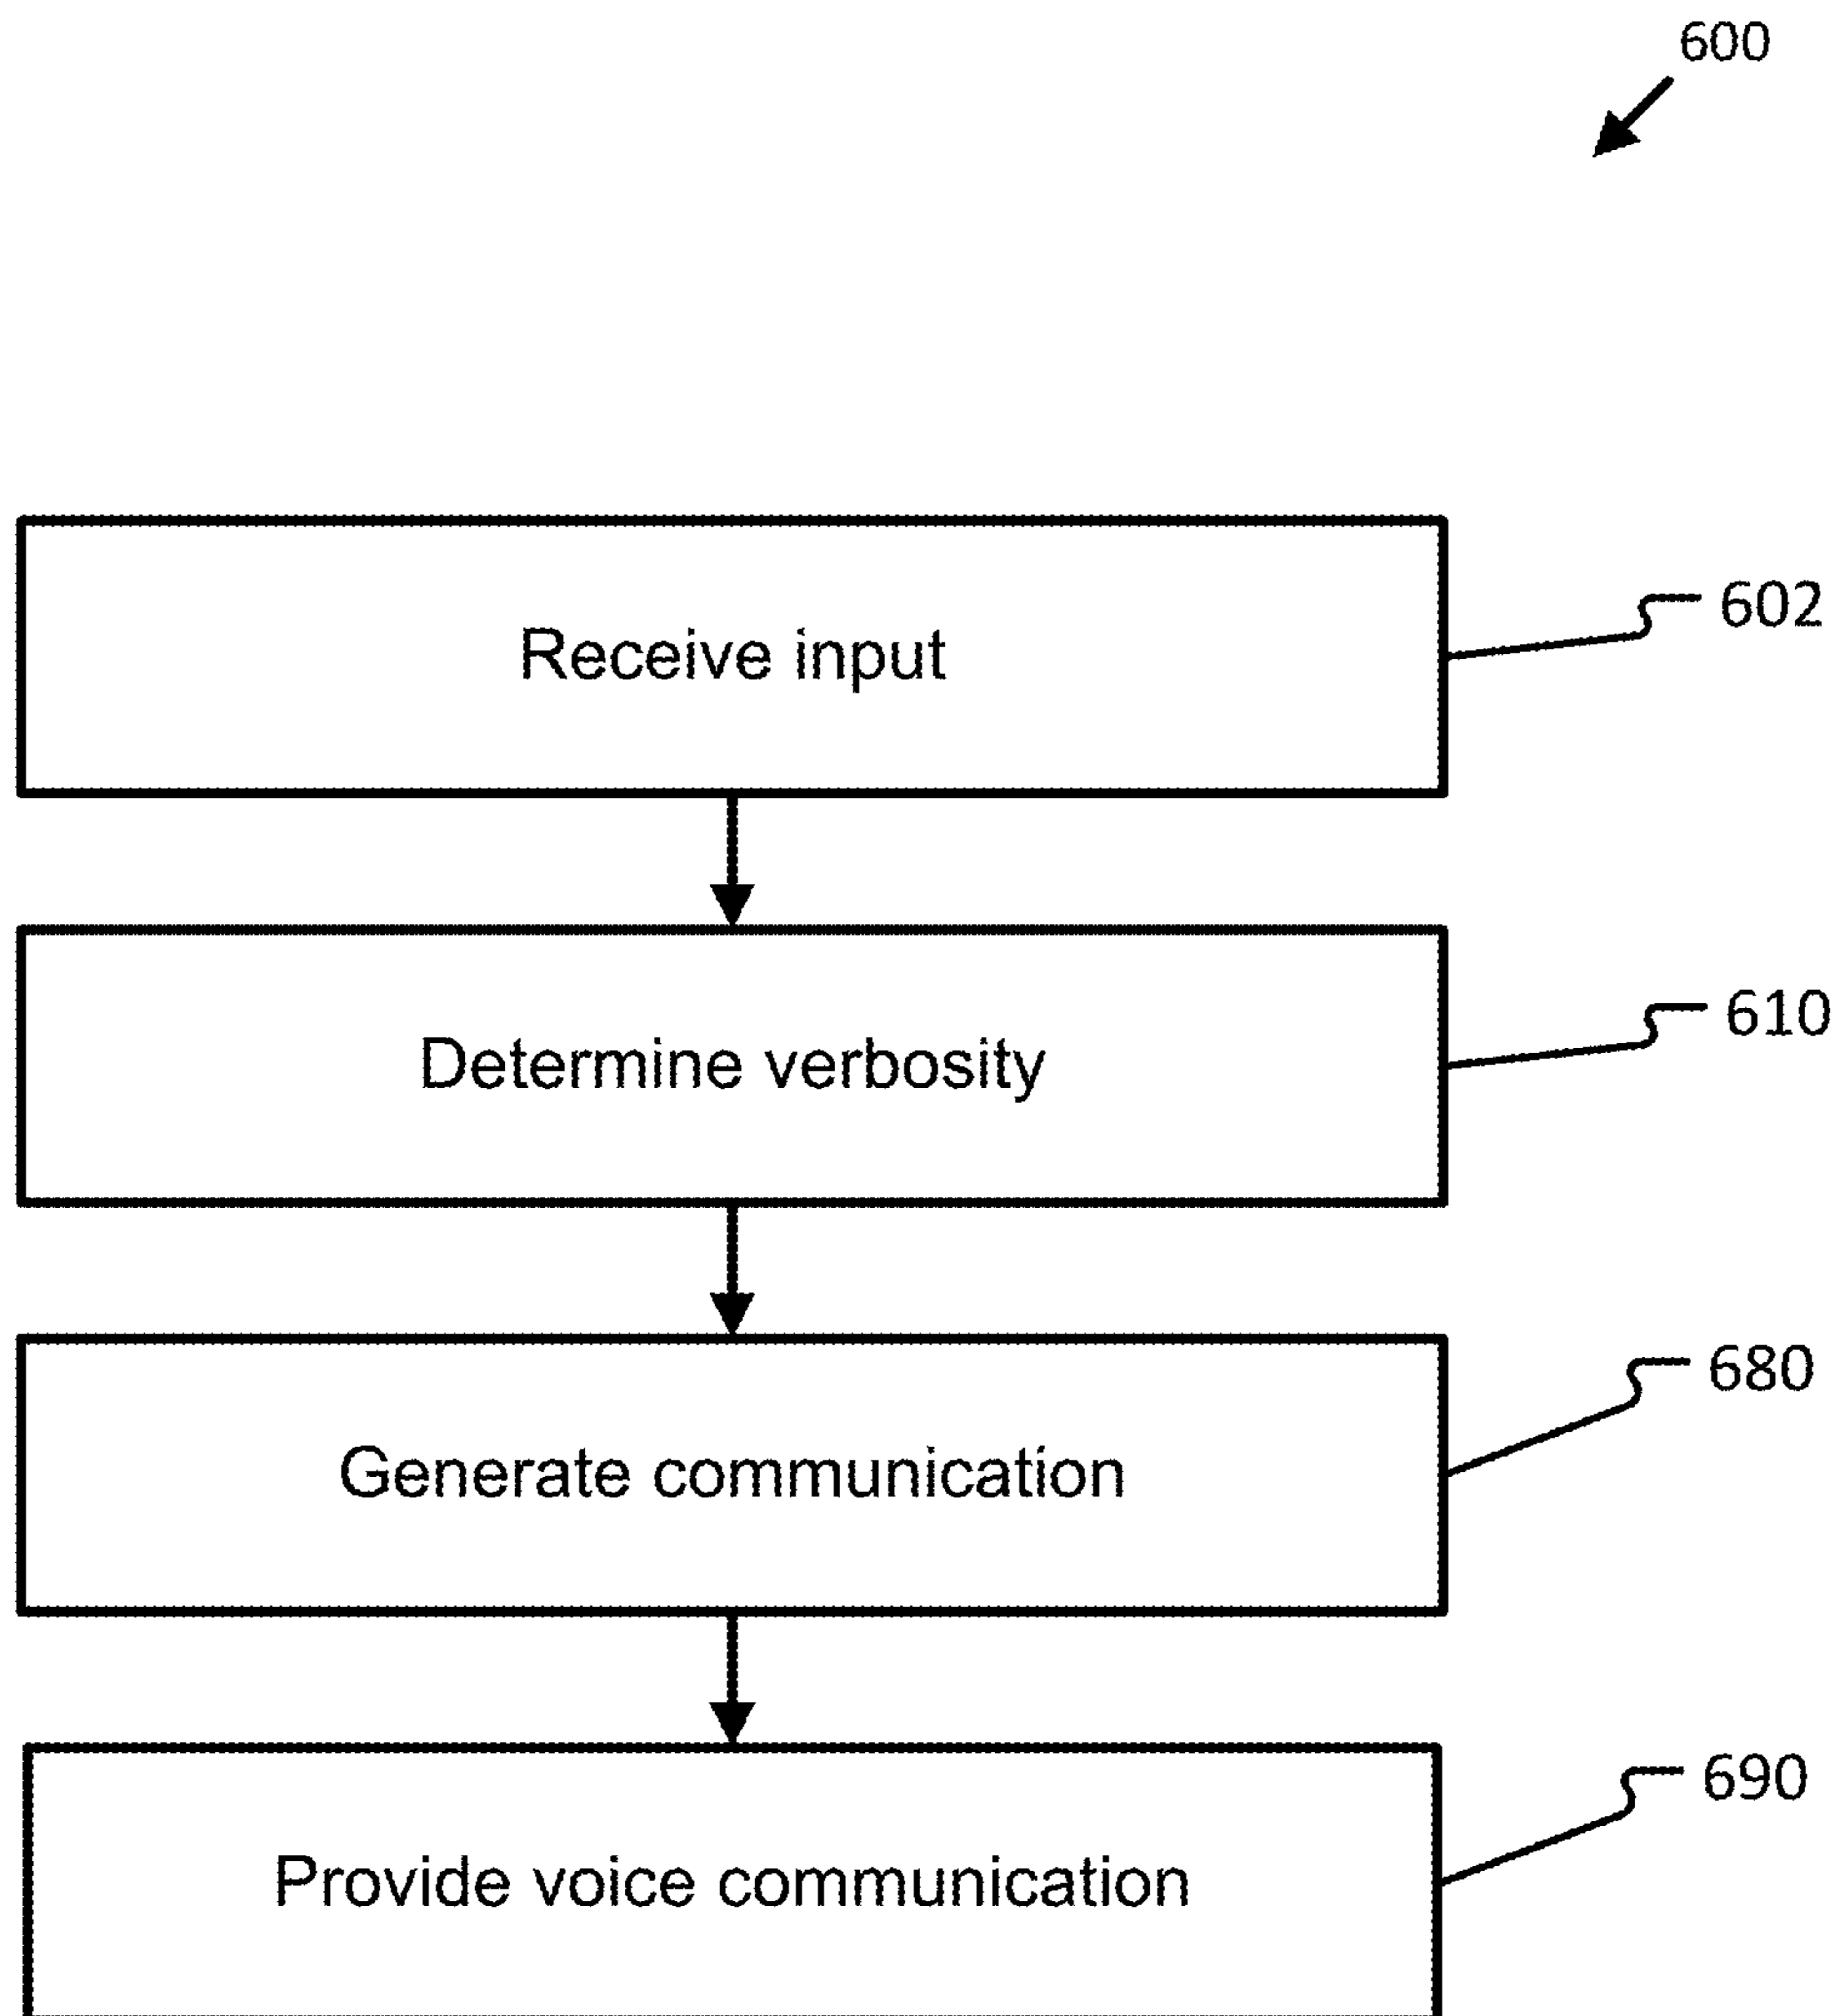 600
Receive input
602
Determine verbosity
610
Generate communication
680
Provide voice communication
690